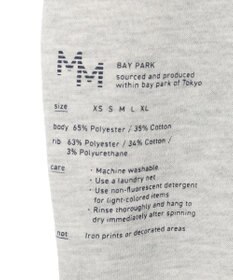 MM
BAY PARK
sourced and produced
within bay park of Tokyo
size XS S M L XL
body 65% Polyester / 35% Cotton
rib 63% Polyester / 34% Cotton /
3% Polyurethane
care
・Machine washable
・Use a laundry net
・Use non-fluorescent detergent
for light-colored items
・Rinse thoroughly and hang to
dry immediately after spinning
not Iron prints or decorated areas